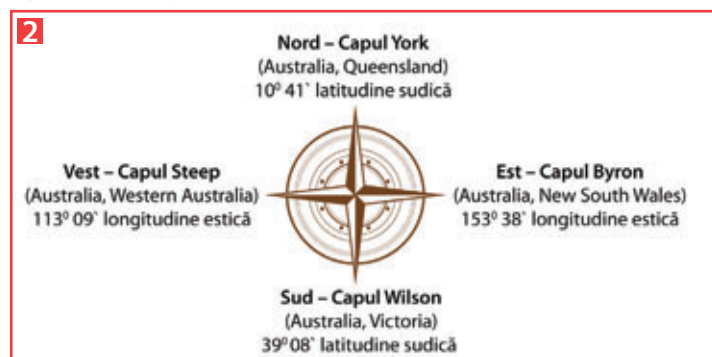 2
Nord – Capul York
(Australia, Queensland)
10⁰ 41` latitudine sudică
Vest – Capul Steep
(Australia, Western Australia)
113⁰ 09` longitudine estică
Est – Capul Byron
(Australia, New South Wales)
153⁰ 38` longitudine estică
Sud – Capul Wilson
(Australia, Victoria)
39⁰ 08` latitudine sudică